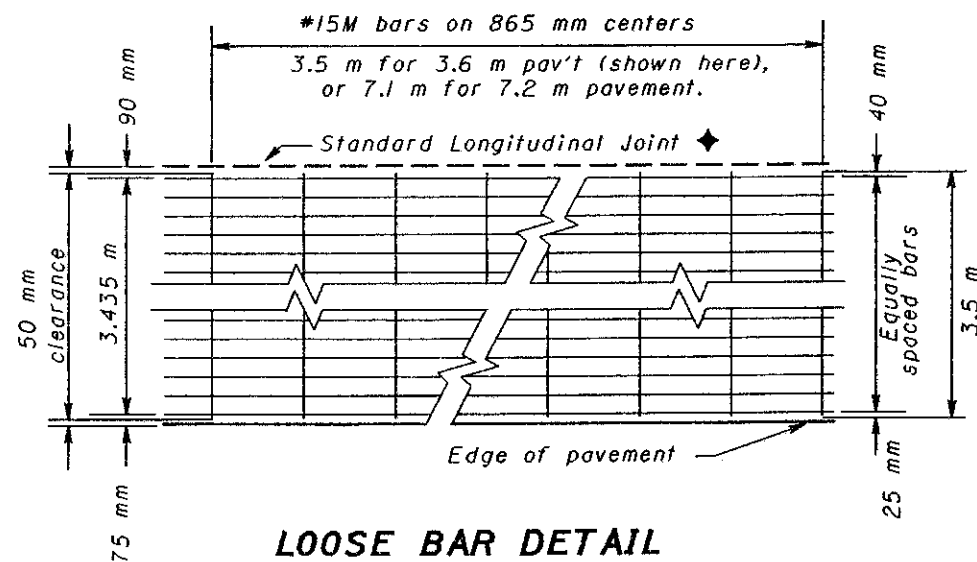 #15M bars on 865 mm centers
3.5 m for 3.6 m pav't (shown here),
or 7.1 m for 7.2 m pavement.
90 mm
40 mm
Standard Longitudinal Joint ✦
50 mm
clearance
3.435 m
Equally
spaced bars
3.5 m
Edge of pavement
75 mm
25 mm
LOOSE BAR DETAIL